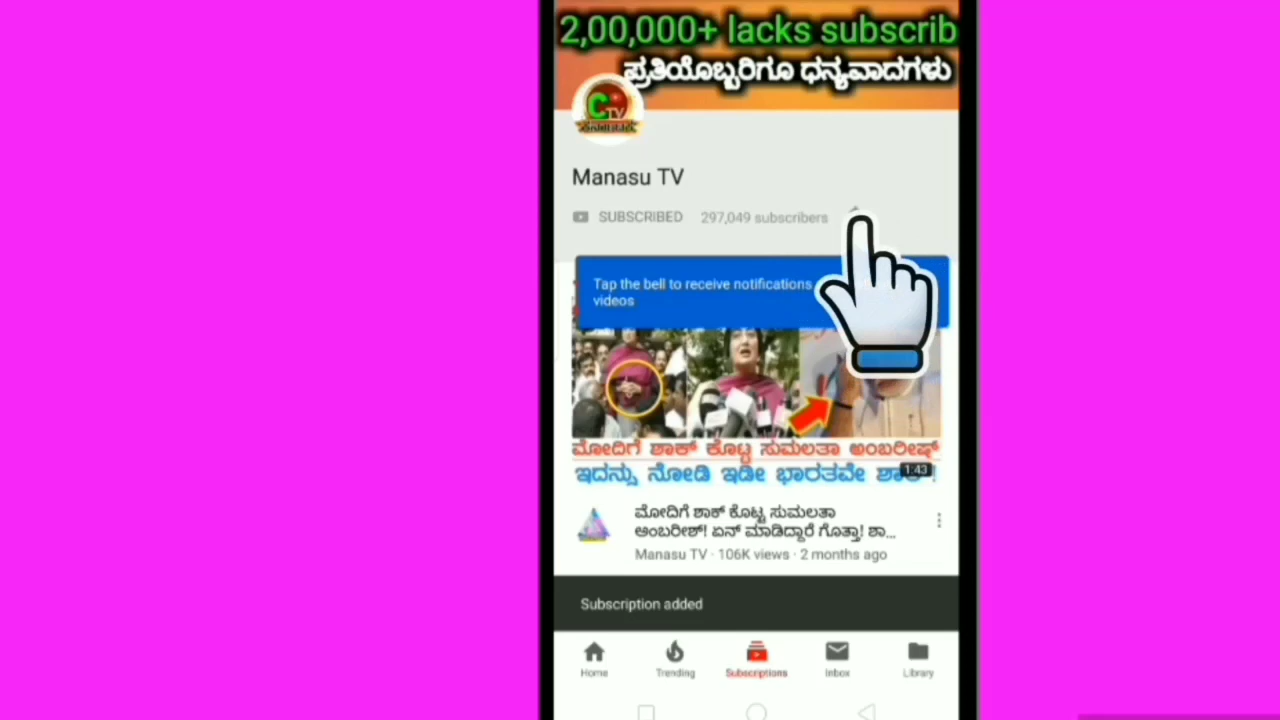 2,00,000+ lacks subscrib
ಪ್ರತಿಯೊಬ್ಬರಿಗೂ ಧನ್ಯವಾದಗಳು
C
TV
Manasu TV
SUBSCRIBED 297,049 subscribers
Tap the bell to receive notifications
videos
ಮೋದಿಗೆ ಶಾಕ್ ಕೊಟ್ಟ ಸುಮಲತಾ ಅಂಬರೀಷ್
ಇದನ್ನು ನೋಡಿ ಇಡೀ ಭಾರತವೇ
1:43
ಮೋದಿಗೆ ಶಾಕ್ ಕೊಟ್ಟ ಸುಮಲತಾ
ಅಂಬರೀಶ್! ಏನ್ ಮಾಡಿದ್ದಾರೆ ಗೊತ್ತಾ! ಶಾ...
Manasu TV · 106K views · 2 months ago
Subscription added
Home Trending Subscriptions Inbox Library